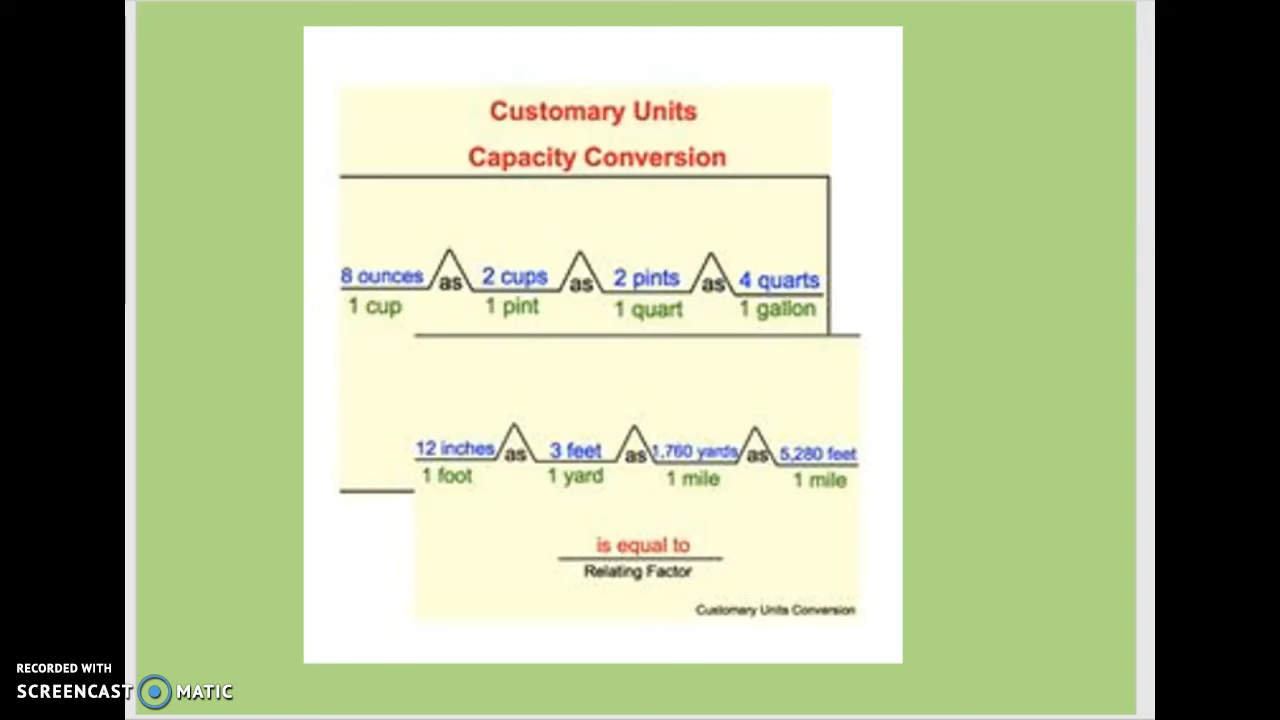 Customary Units
Capacity Conversion
8 ounces as 2 cups as 2 pints as 4 quarts
1 cup 1 pint 1 quart 1 gallon
12 inches as 3 feet as 1,760 yards as 5,280 feet
1 foot 1 yard 1 mile 1 mile
is equal to
Relating Factor
Customary Units Conversion
RECORDED WITH
SCREENCAST MATIC